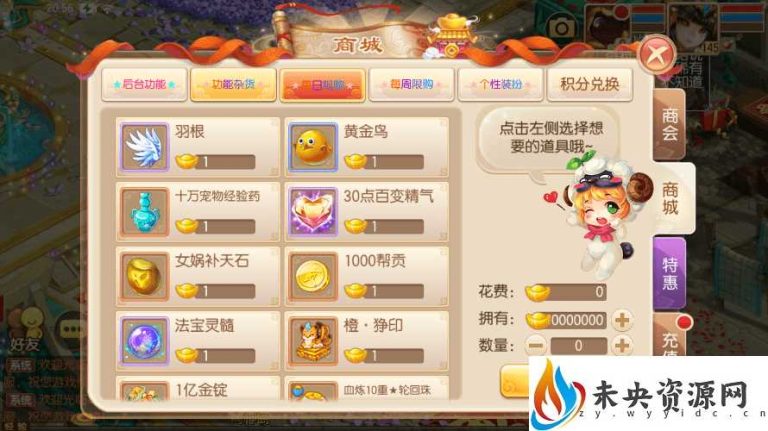 20:56
商城
145
★后台功能★
功能杂货
每日限购
每周限购
个性装扮
积分兑换
羽根
1
黄金鸟
1
十万宠物经验药
1
30点百变精气
1
女娲补天石
1
1000帮贡
1
法宝灵髓
1
橙·狰印
1
1亿金锭
血炼10重★轮回珠
点击左侧选择想
要的道具哦~
花费：
0
拥有：
0000000
数量：
0
商会
商城
特惠
好友
系统
系统
未央资源网
zy.wyyidc.cn